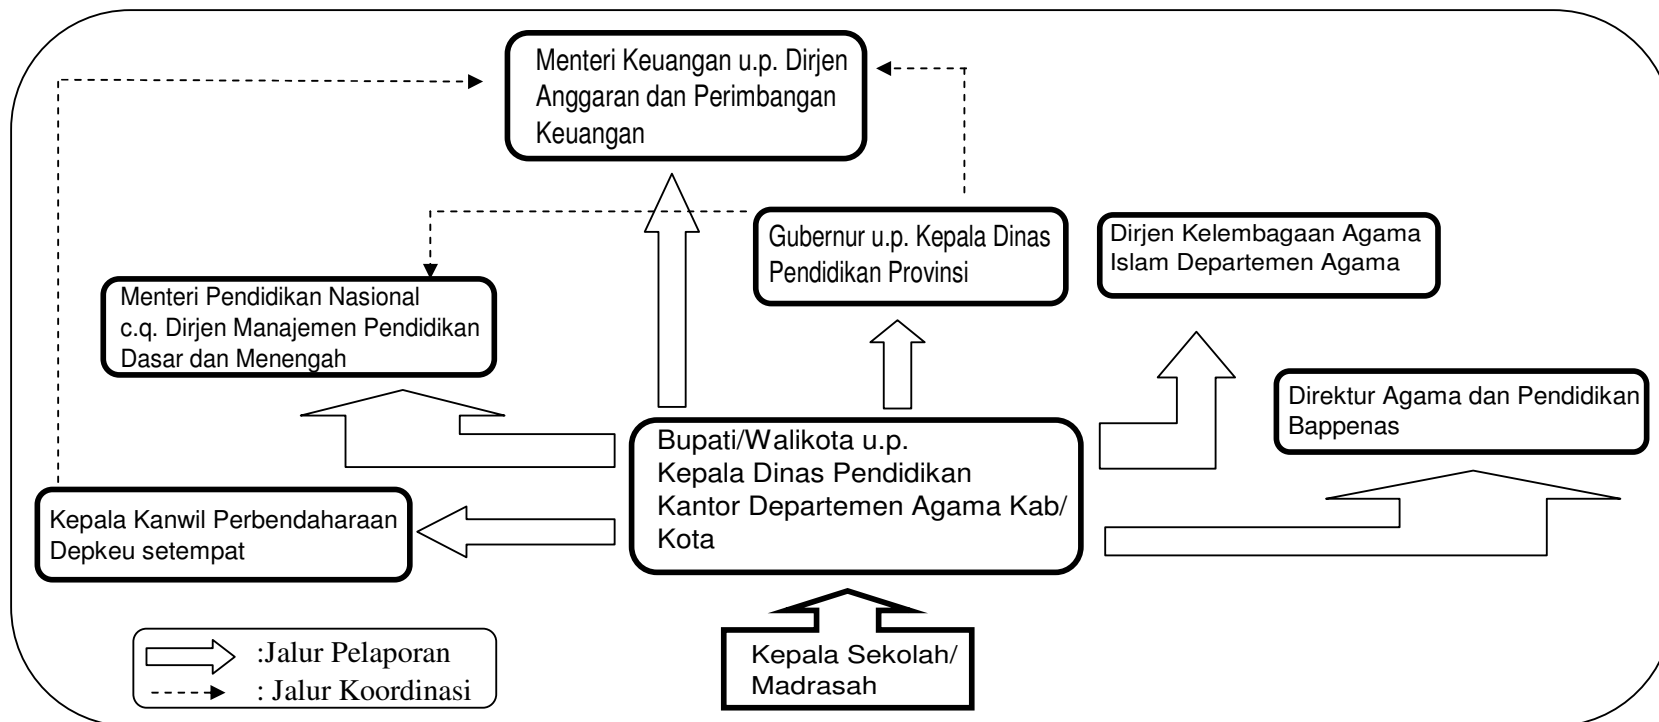 Menteri Keuangan u.p. Dirjen
Anggaran dan Perimbangan
Keuangan
Gubernur u.p. Kepala Dinas
Pendidikan Provinsi
Dirjen Kelembagaan Agama
Islam Departemen Agama
Menteri Pendidikan Nasional
c.q. Dirjen Manajemen Pendidikan
Dasar dan Menengah
Direktur Agama dan Pendidikan
Bappenas
Bupati/Walikota u.p.
Kepala Dinas Pendidikan
Kantor Departemen Agama Kab/
Kota
Kepala Kanwil Perbendaharaan
Depkeu setempat
Kepala Sekolah/
Madrasah
:Jalur Pelaporan
: Jalur Koordinasi